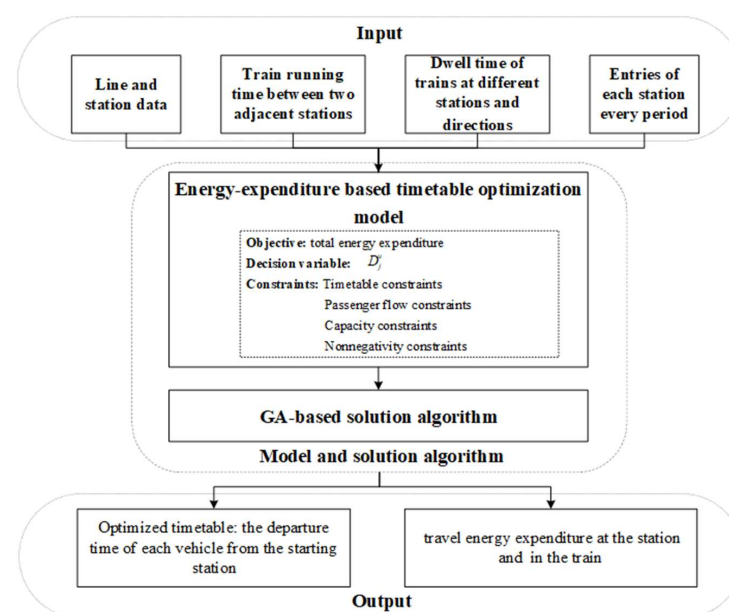 Input
Line and
station data
Train running
time between two
adjacent stations
Dwell time of
trains at different
stations and
directions
Entries of
each station
every period
Energy-expenditure based timetable optimization
model
Objective: total energy expenditure
Decision variable: D_j^u
Constraints: Timetable constraints
Passenger flow constraints
Capacity constraints
Nonnegativity constraints
GA-based solution algorithm
Model and solution algorithm
Optimized timetable: the departure
time of each vehicle from the starting
station
travel energy expenditure at the station
and in the train
Output